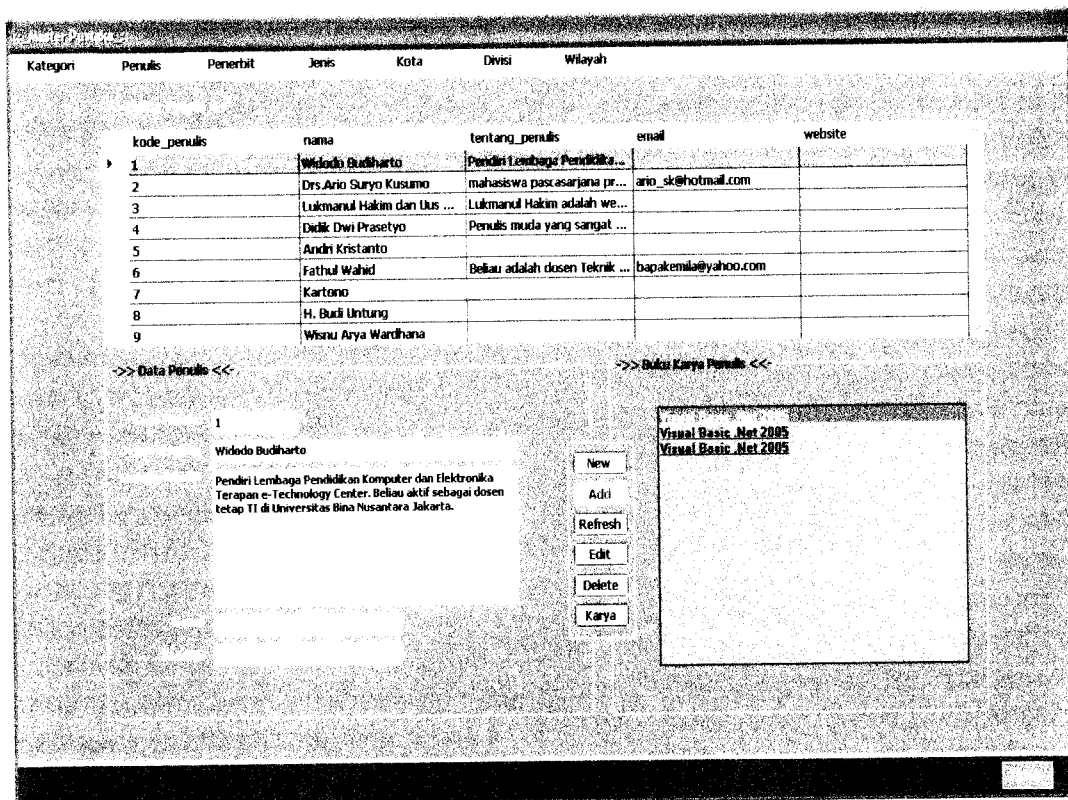 Kategori Penulis Penerbit Jenis Kota Divisi Wilayah
kode_penulis nama tentang_penulis email website
1 Widodo Budiharto Pendiri Lembaga Pendidika...
2 Drs.Ario Suryo Kusumo mahasiswa pascasarjana pr... ario_sk@hotmail.com
3 Lukmanul Hakim dan Uus ... Lukmanul Hakim adalah we...
4 Didik Dwi Prasetyo Penulis muda yang sangat ...
5 Andri Kristanto
6 Fathul Wahid Beliau adalah dosen Teknik ... bapakemila@yahoo.com
7 Kartono
8 H. Budi Untung
9 Wisnu Arya Wardhana
->> Data Penulis <<-
->> Buku Karya Penulis <<-
1
Widodo Budiharto
Pendiri Lembaga Pendidikan Komputer dan Elektronika
Terapan e-Technology Center. Beliau aktif sebagai dosen
tetap TI di Universitas Bina Nusantara Jakarta.
New
Add
Refresh
Edit
Delete
Karya
Visual Basic .Net 2005
Visual Basic .Net 2005